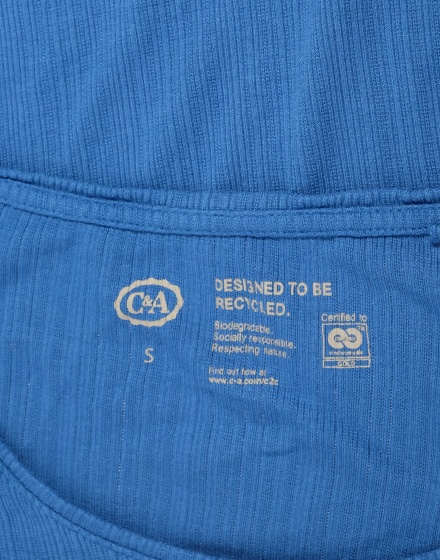 C&A
S
DESIGNED TO BE
RECYCLED.
Biodegradable.
Socially responsible.
Respecting nature.
Find out how at
www.c-a.com/c2c
Certified to